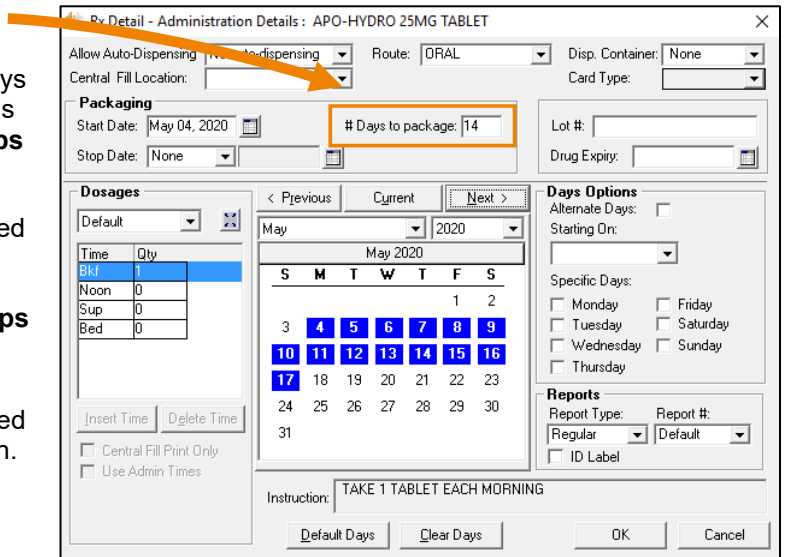 ys
s
ps
ed
ps
ed
n.
Rx Detail - Administration Details : APO-HYDRO 25MG TABLET
Allow Auto-Dispensing Route: ORAL Disp. Container: None
Central Fill Location: Card Type:
Packaging
Start Date: May 04, 2020 # Days to package: 14 Lot #:
Stop Date: None Drug Expiry:
Dosages
Default
Time Qty
Bkf 1
Noon 0
Sup 0
Bed 0
Insert Time Delete Time
Central Fill Print Only
Use Admin Times
< Previous Current Next >
May 2020
May 2020
S M T W T F S
1 2
3 4 5 6 7 8 9
10 11 12 13 14 15 16
17 18 19 20 21 22 23
24 25 26 27 28 29 30
31
Days Options
Alternate Days:
Starting On:
Specific Days:
Monday Friday
Tuesday Saturday
Wednesday Sunday
Thursday
Reports
Report Type: Report #:
Regular Default
ID Label
Instruction: TAKE 1 TABLET EACH MORNING
Default Days Clear Days OK Cancel